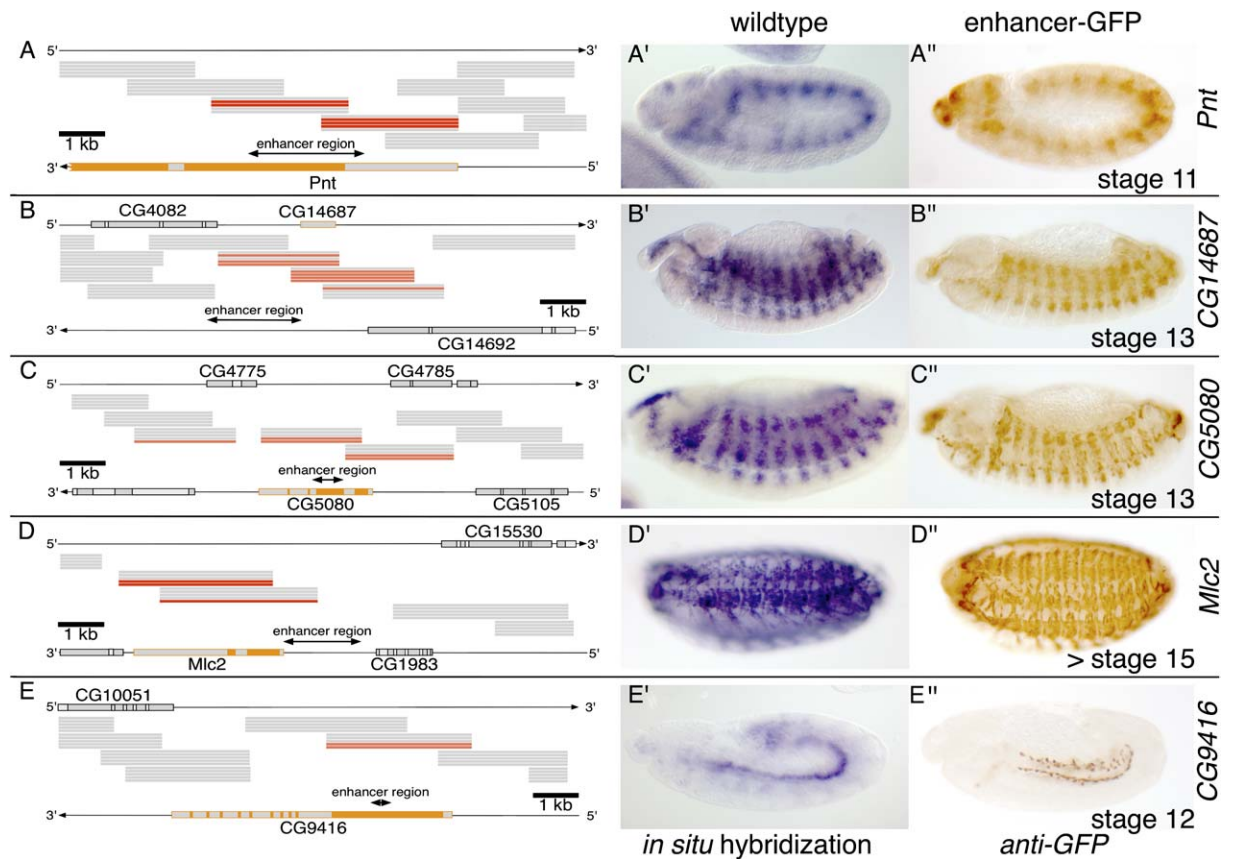 wildtype enhancer-GFP
A 5' 3' A' A"
1 kb
enhancer region
3' Pnt 5'
stage 11
Pnt
B CG4082 CG14687 B' B"
5' 3'
1 kb
enhancer region
3' CG14692 5'
stage 13
CG14687
C CG4775 CG4785 C' C"
5' 3'
1 kb
enhancer region
3' CG5080 CG5105 5'
stage 13
CG5080
D CG15530 D' D"
5' 3'
1 kb
enhancer region
3' Mlc2 CG1983 5'
> stage 15
Mlc2
E CG10051 E' E"
5' 3'
1 kb
enhancer region
3' CG9416 5'
stage 12
CG9416
in situ hybridization anti-GFP